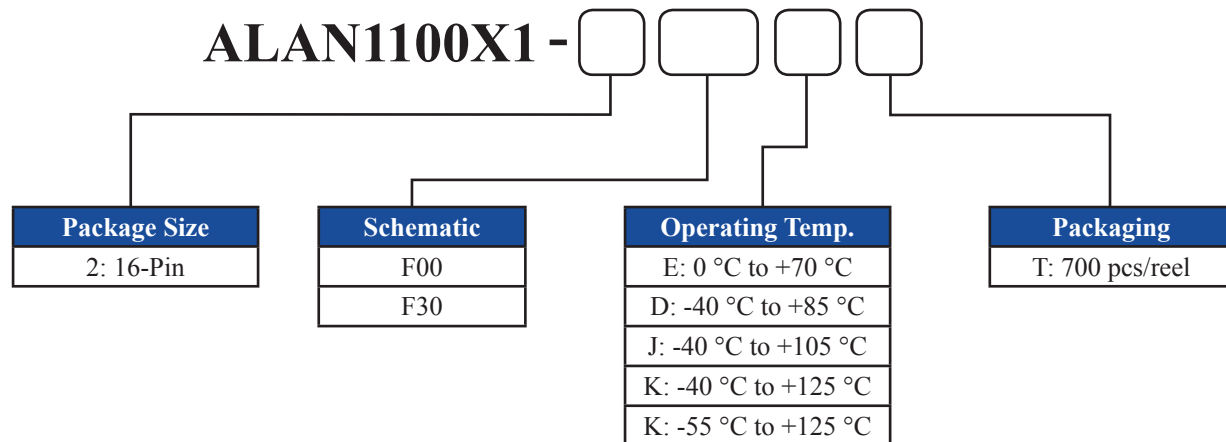 ALAN1100X1 -
Package Size
2: 16-Pin
Schematic
F00
F30
Operating Temp.
E: 0 °C to +70 °C
D: -40 °C to +85 °C
J: -40 °C to +105 °C
K: -40 °C to +125 °C
K: -55 °C to +125 °C
Packaging
T: 700 pcs/reel